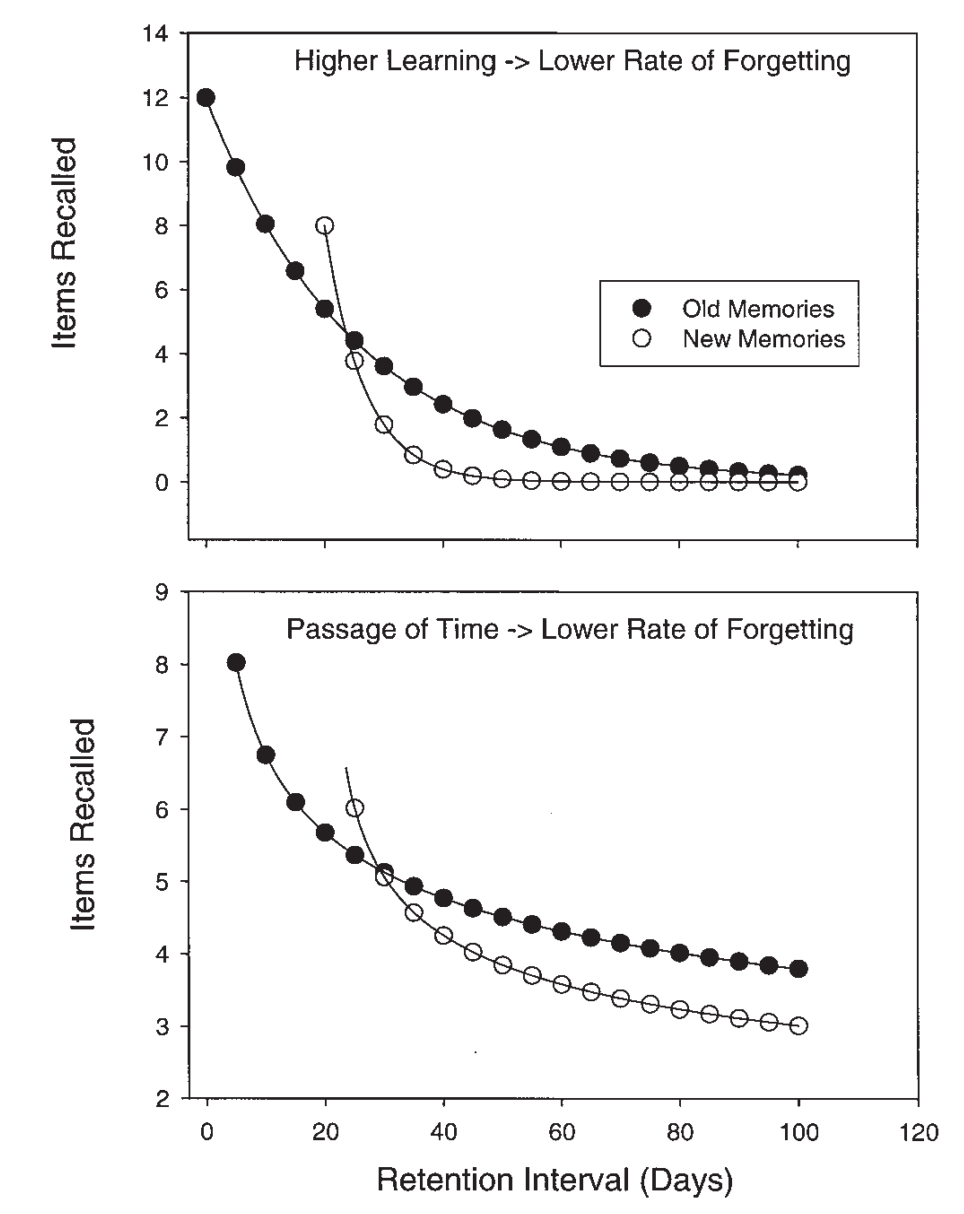 Higher Learning -> Lower Rate of Forgetting
14
12
10
8
6
4
2
0
Items Recalled
Old Memories
New Memories
Passage of Time -> Lower Rate of Forgetting
9
8
7
6
5
4
3
2
Items Recalled
0 20 40 60 80 100 120
Retention Interval (Days)